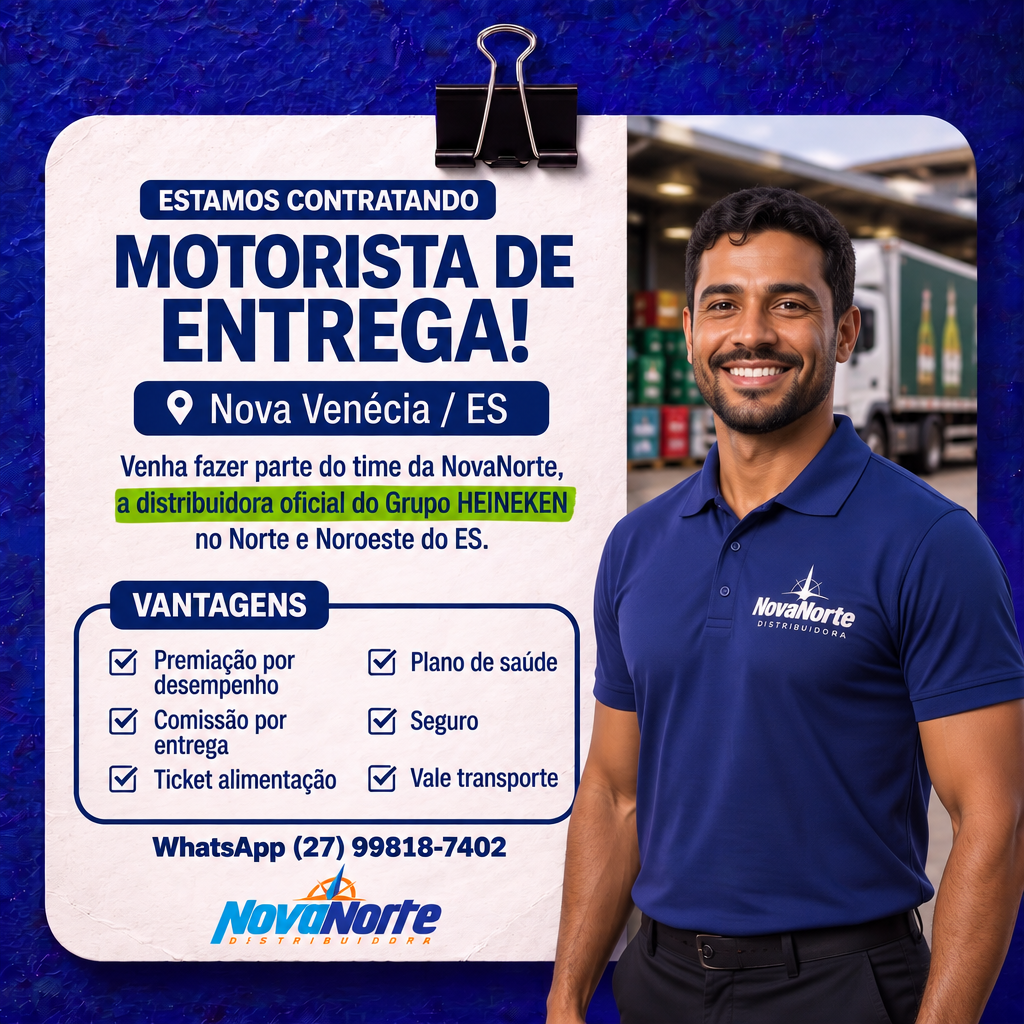 ESTAMOS CONTRATANDO
MOTORISTA DE
ENTREGA!
Nova Venécia / ES
Venha fazer parte do time da NovaNorte,
a distribuidora oficial do Grupo HEINEKEN
no Norte e Noroeste do ES.
VANTAGENS
Premiação por
desempenho
Comissão por
entrega
Ticket alimentação
Plano de saúde
Seguro
Vale transporte
WhatsApp (27) 99818-7402
NovaNorte
DISTRIBUIDORA
NovaNorte
DISTRIBUIDORA